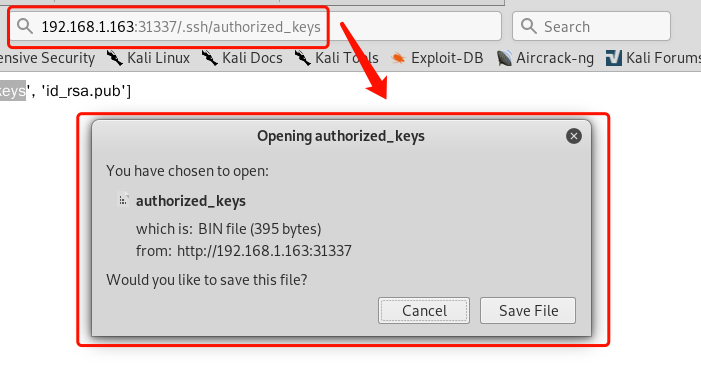 192.168.1.163:31337/.ssh/authorized_keys
Search
ensive Security Kali Linux Kali Docs Kali Tools Exploit-DB Aircrack-ng Kali Forums
keys', 'id_rsa.pub']
Opening authorized_keys
You have chosen to open:
authorized_keys
which is: BIN file (395 bytes)
from: http://192.168.1.163:31337
Would you like to save this file?
Cancel
Save File